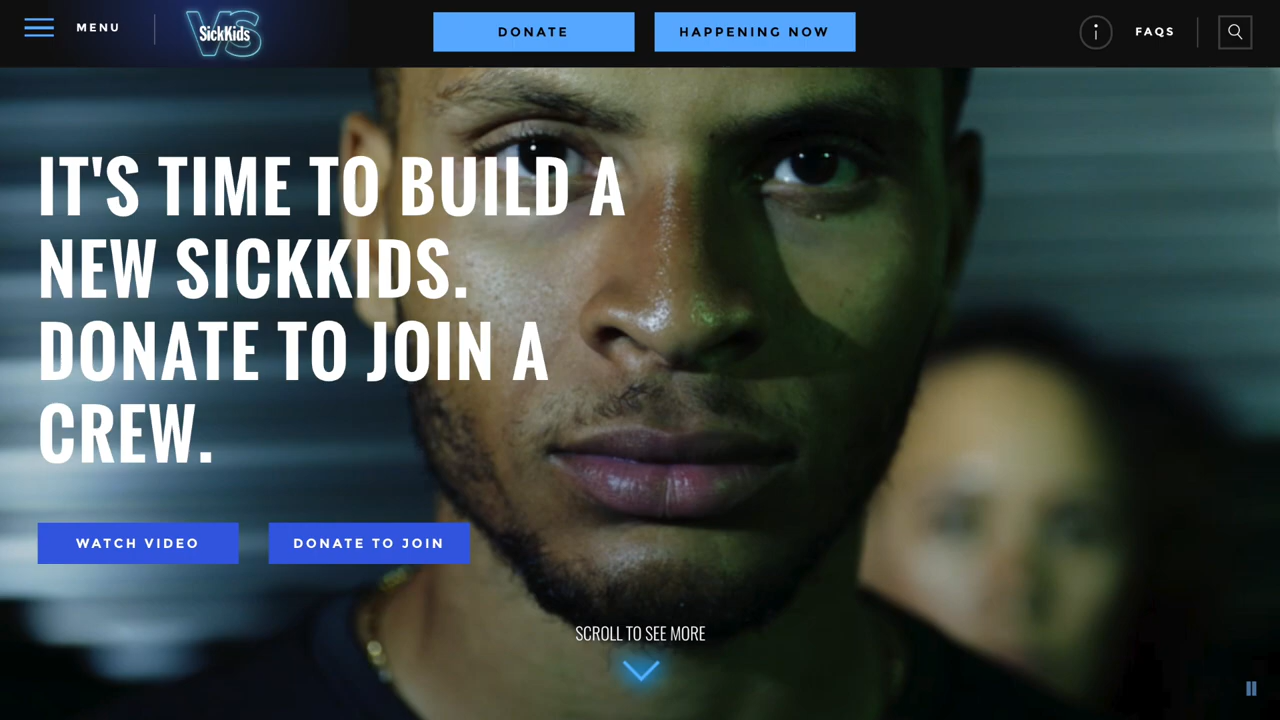 MENU
VS
SickKids
DONATE
HAPPENING NOW
i
FAQS
IT'S TIME TO BUILD A
NEW SICKKIDS.
DONATE TO JOIN A
CREW.
WATCH VIDEO
DONATE TO JOIN
SCROLL TO SEE MORE